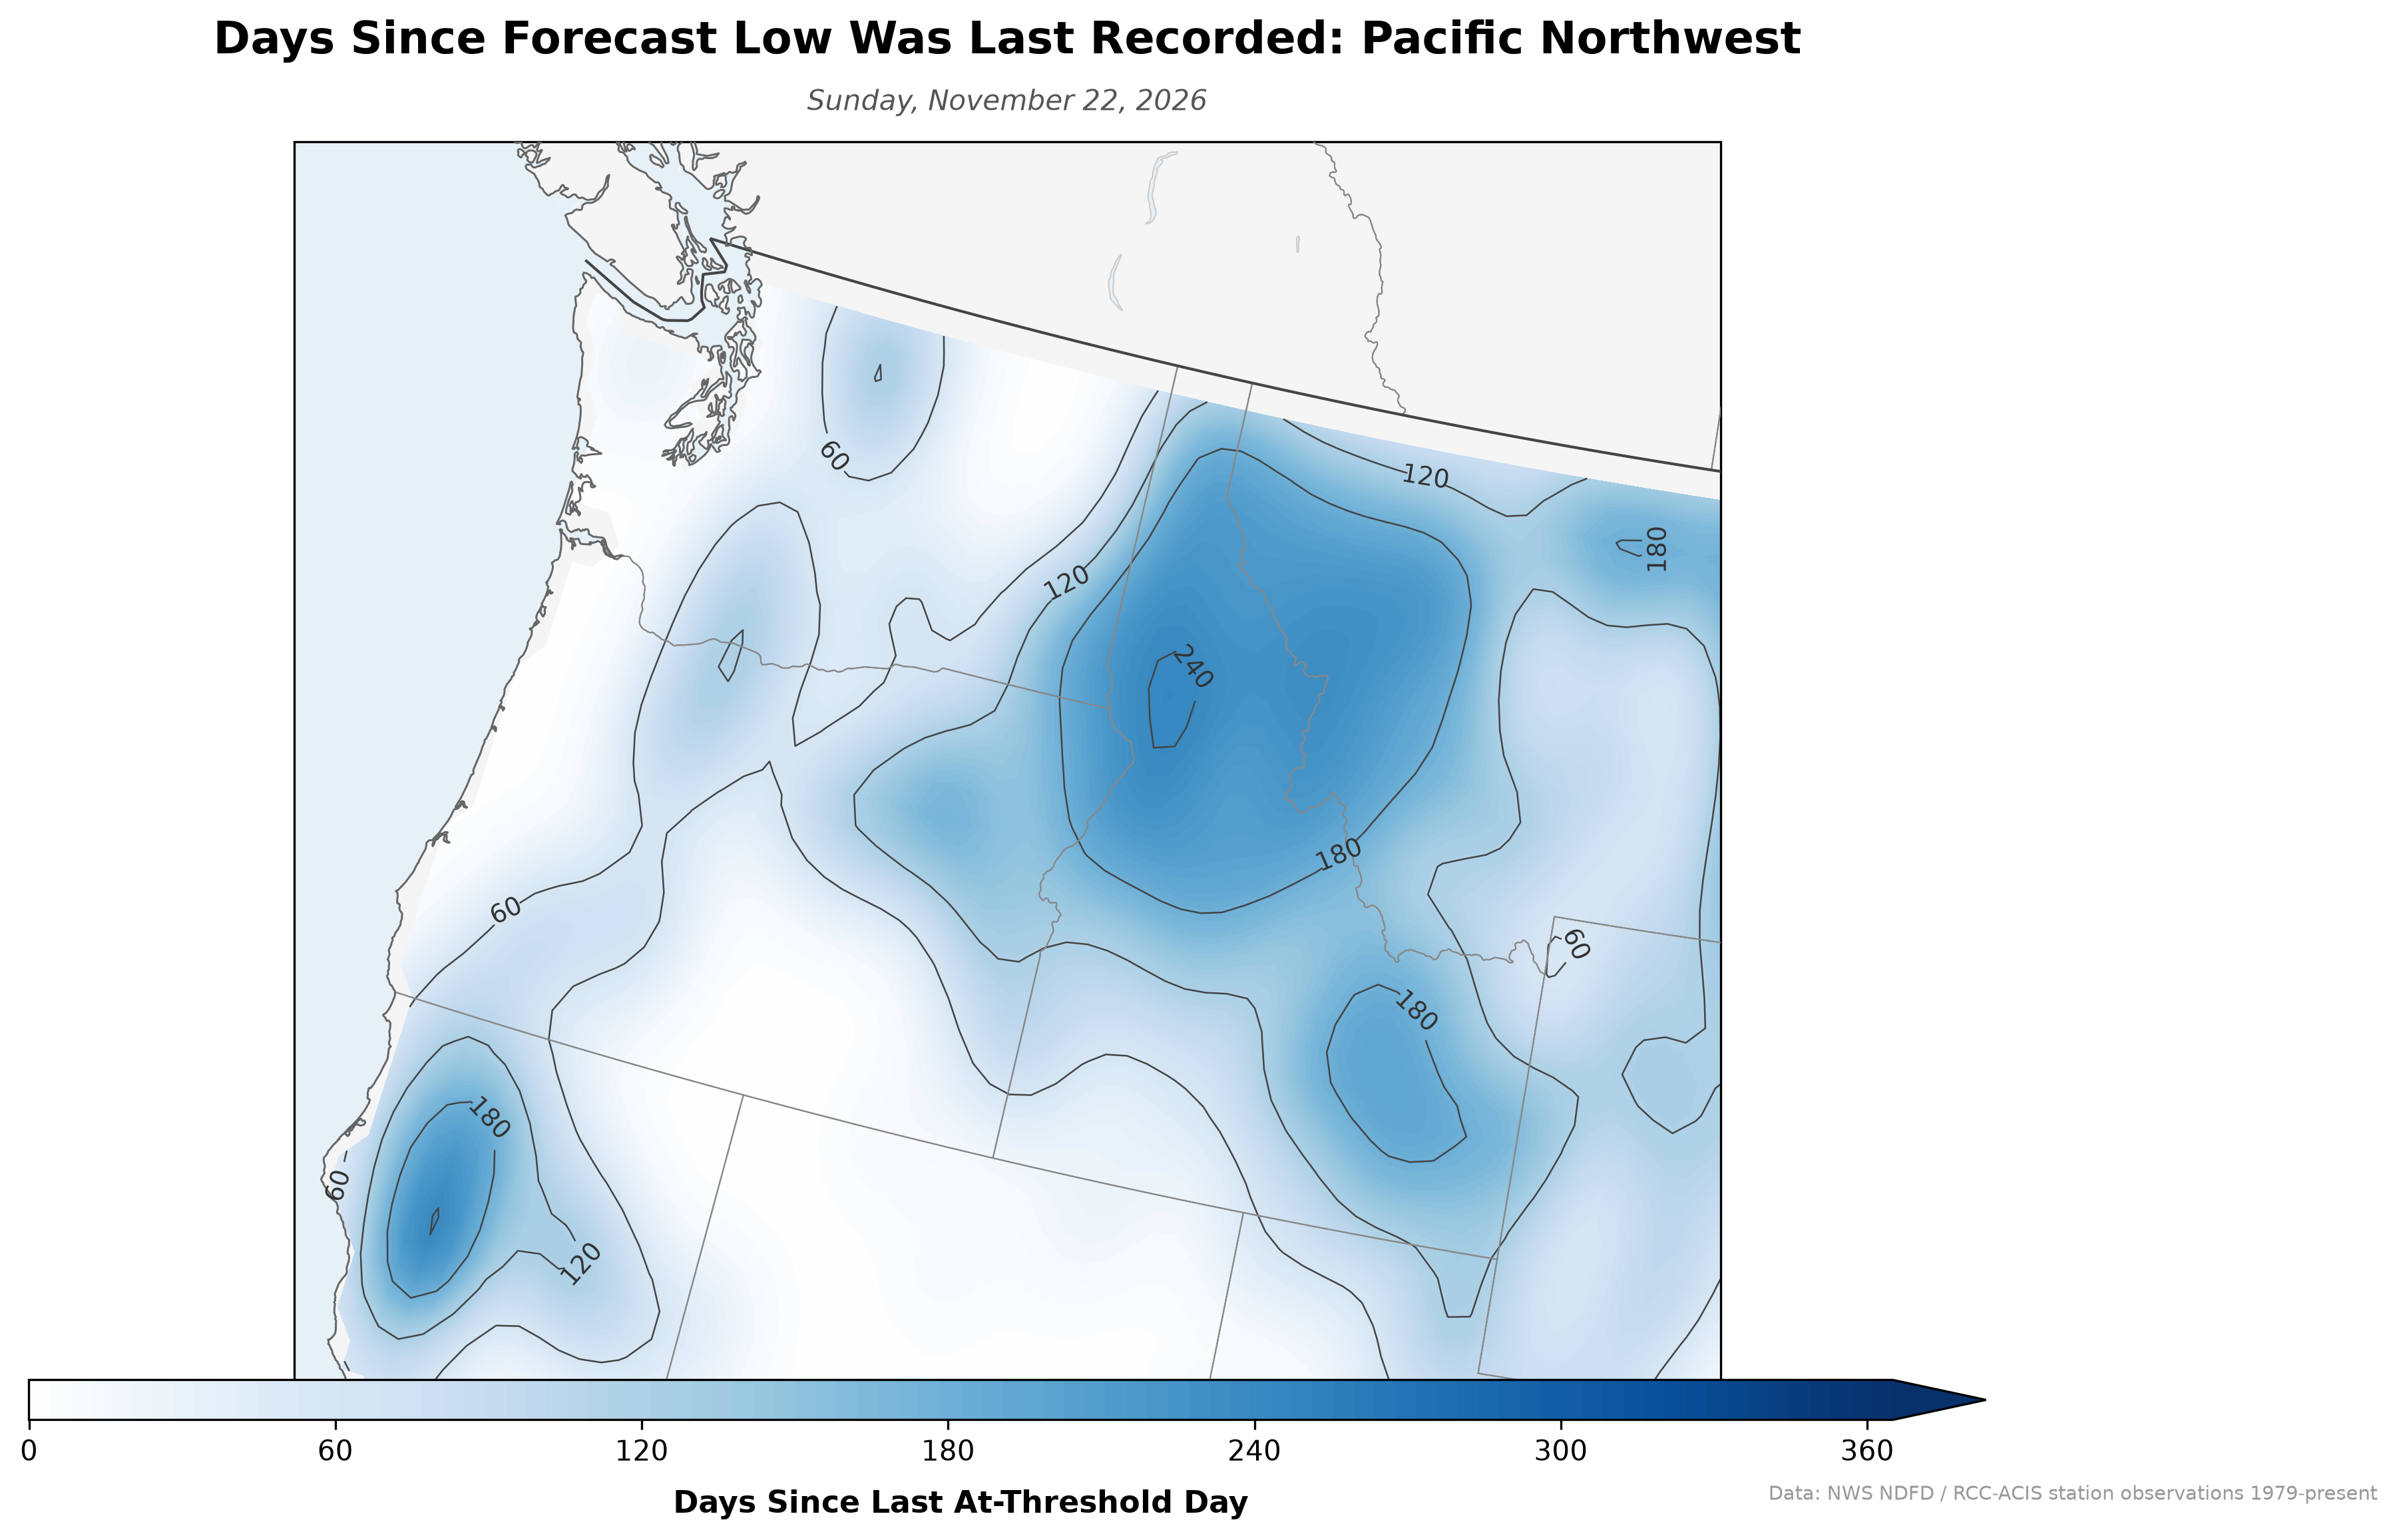 Days Since Forecast Low Was Last Recorded: Pacific Northwest
Sunday, November 22, 2026
60
120
180
120
240
180
60
180
60
180
60
120
0 60 120 180 240 300 360
Days Since Last At-Threshold Day
Data: NWS NDFD / RCC-ACIS station observations 1979-present